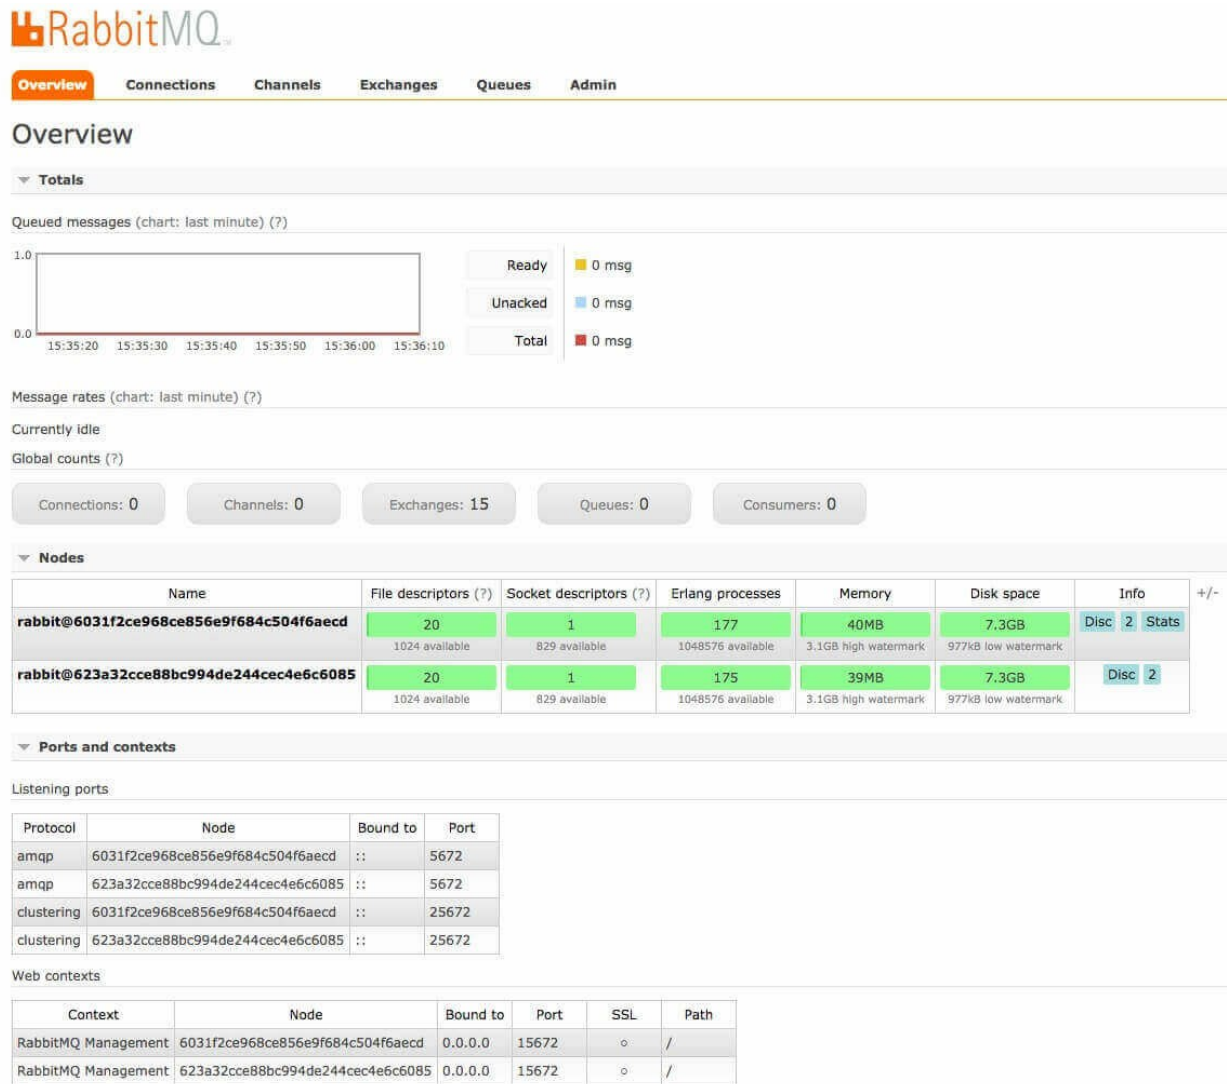 RabbitMQ
Overview Connections Channels Exchanges Queues Admin
Overview
Totals
Queued messages (chart: last minute) (?)
1.0
0.0
15:35:20 15:35:30 15:35:40 15:35:50 15:36:00 15:36:10
Ready 0 msg
Unacked 0 msg
Total 0 msg
Message rates (chart: last minute) (?)
Currently idle
Global counts (?)
Connections: 0 Channels: 0 Exchanges: 15 Queues: 0 Consumers: 0
Nodes
Name File descriptors (?) Socket descriptors (?) Erlang processes Memory Disk space Info +/-
rabbit@6031f2ce968ce856e9f684c504f6aecd 20 1 177 40MB 7.3GB Disc 2 Stats
1024 available 829 available 1048576 available 3.1GB high watermark 977kB low watermark
rabbit@623a32cce88bc994de244cec4e6c6085 20 1 175 39MB 7.3GB Disc 2
1024 available 829 available 1048576 available 3.1GB high watermark 977kB low watermark
Ports and contexts
Listening ports
Protocol Node Bound to Port
amqp 6031f2ce968ce856e9f684c504f6aecd :: 5672
amqp 623a32cce88bc994de244cec4e6c6085 :: 5672
clustering 6031f2ce968ce856e9f684c504f6aecd :: 25672
clustering 623a32cce88bc994de244cec4e6c6085 :: 25672
Web contexts
Context Node Bound to Port SSL Path
RabbitMQ Management 6031f2ce968ce856e9f684c504f6aecd 0.0.0.0 15672 ○ /
RabbitMQ Management 623a32cce88bc994de244cec4e6c6085 0.0.0.0 15672 ○ /